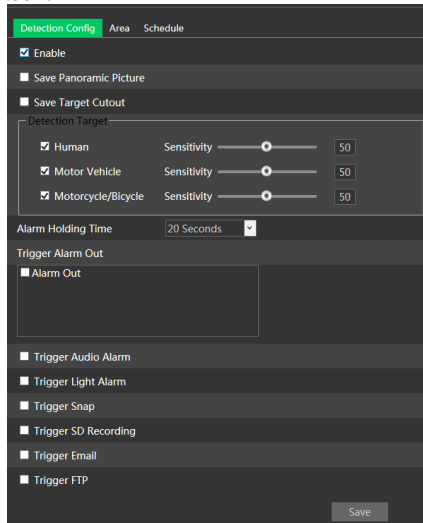 Detection Config Area Schedule
Enable
Save Panoramic Picture
Save Target Cutout
Detection Target
Human Sensitivity 50
Motor Vehicle Sensitivity 50
Motorcycle/Bicycle Sensitivity 50
Alarm Holding Time 20 Seconds
Trigger Alarm Out
Alarm Out
Trigger Audio Alarm
Trigger Light Alarm
Trigger Snap
Trigger SD Recording
Trigger Email
Trigger FTP
Save